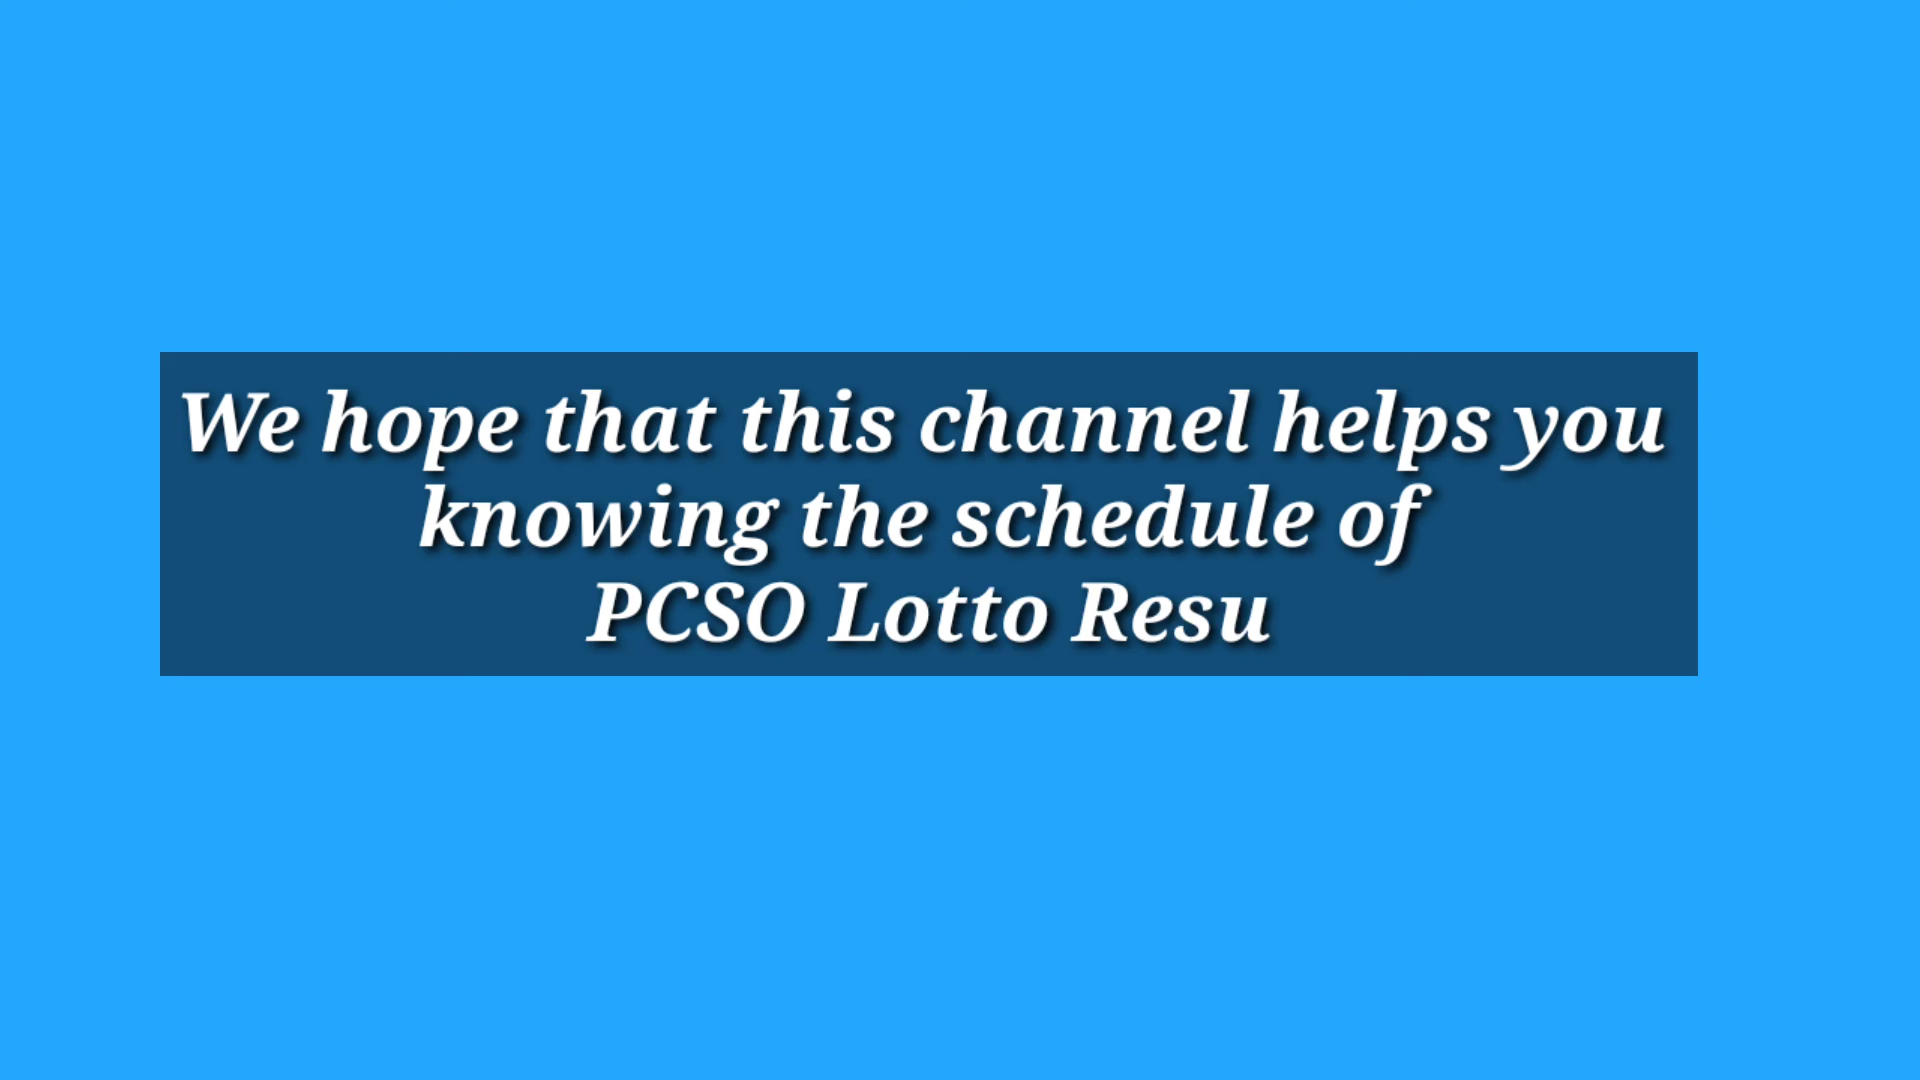 We hope that this channel helps you
knowing the schedule of
PCSO Lotto Resu